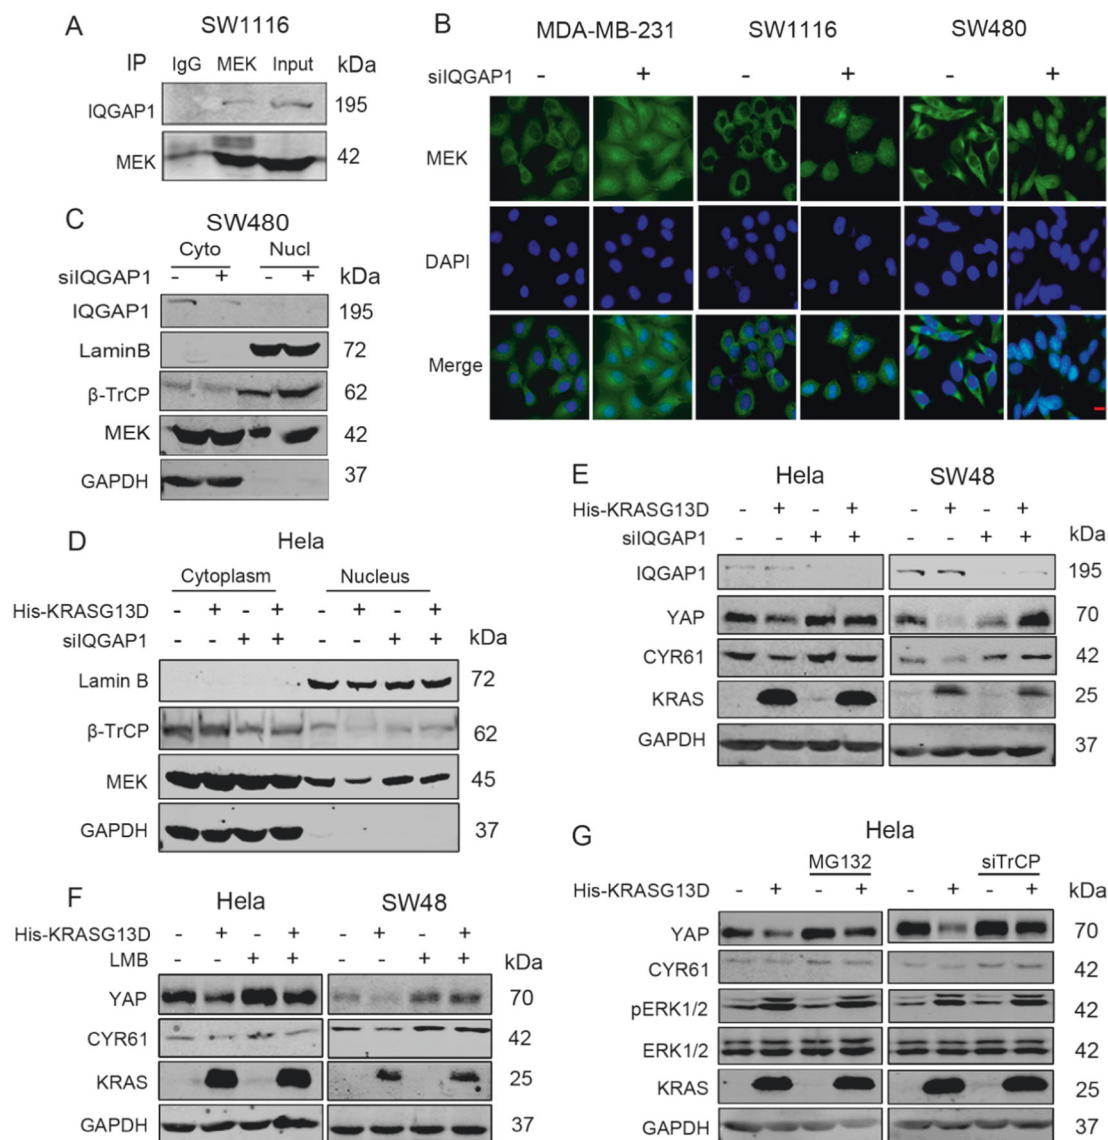 A
SW1116
IP IgG MEK Input kDa
IQGAP1 195
MEK 42
B
MDA-MB-231 SW1116 SW480
siIQGAP1 - + - + - +
MEK
DAPI
Merge
C
SW480
Cyto Nucl
siIQGAP1 - + - + kDa
IQGAP1 195
LaminB 72
β-TrCP 62
MEK 42
GAPDH 37
D
Hela
Cytoplasm Nucleus
His-KRASG13D - + - + - + - +
siIQGAP1 - - + + - - + + kDa
Lamin B 72
β-TrCP 62
MEK 45
GAPDH 37
E
Hela SW48
His-KRASG13D - + - + - + - +
siIQGAP1 - - + + - - + + kDa
IQGAP1 195
YAP 70
CYR61 42
KRAS 25
GAPDH 37
F
Hela SW48
His-KRASG13D - + - + - + - +
LMB - - + + - - + + kDa
YAP 70
CYR61 42
KRAS 25
GAPDH 37
G
Hela
MG132 siTrCP
His-KRASG13D - + - + - + - + kDa
YAP 70
CYR61 42
pERK1/2 42
ERK1/2 42
KRAS 25
GAPDH 37